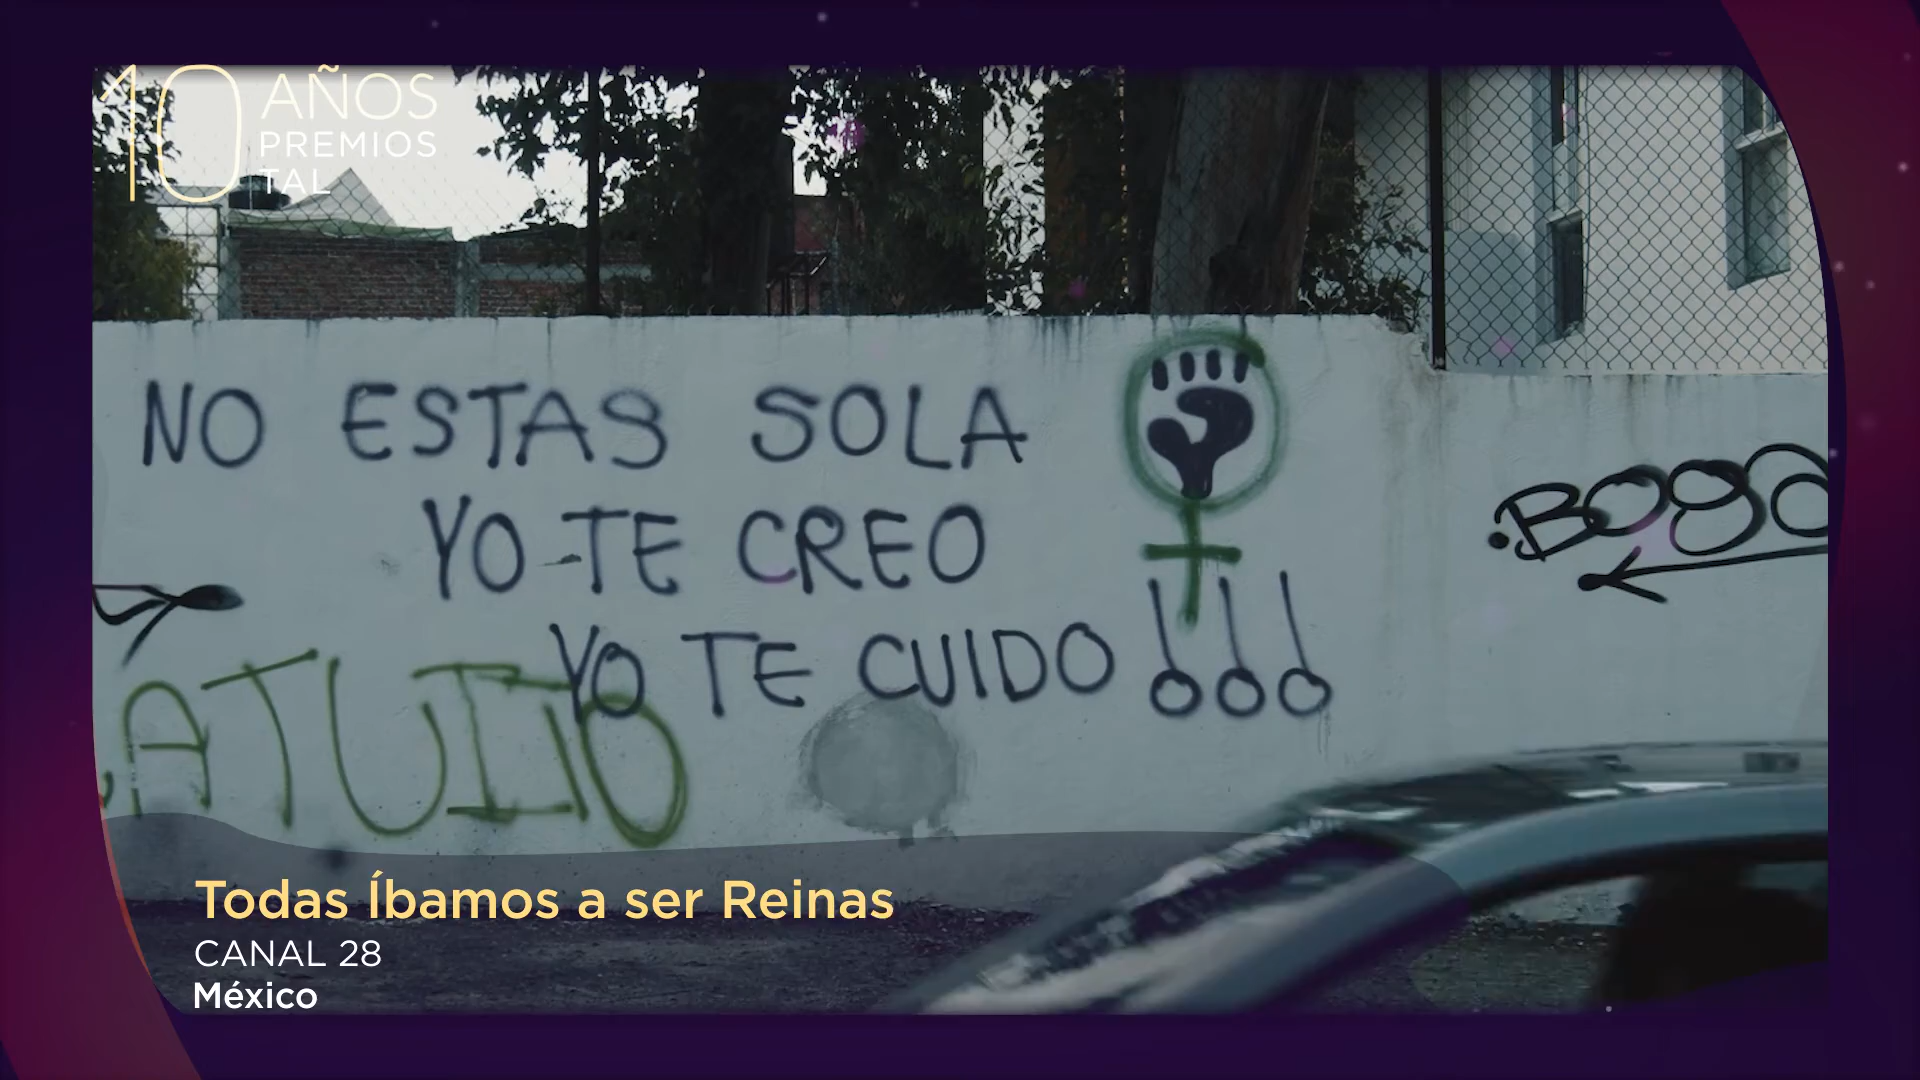 10 AÑOS
PREMIOS
TAL
NO ESTAS SOLA
YO TE CREO
YO TE CUIDO !!!
ATUITO
Todas Íbamos a ser Reinas
CANAL 28
México